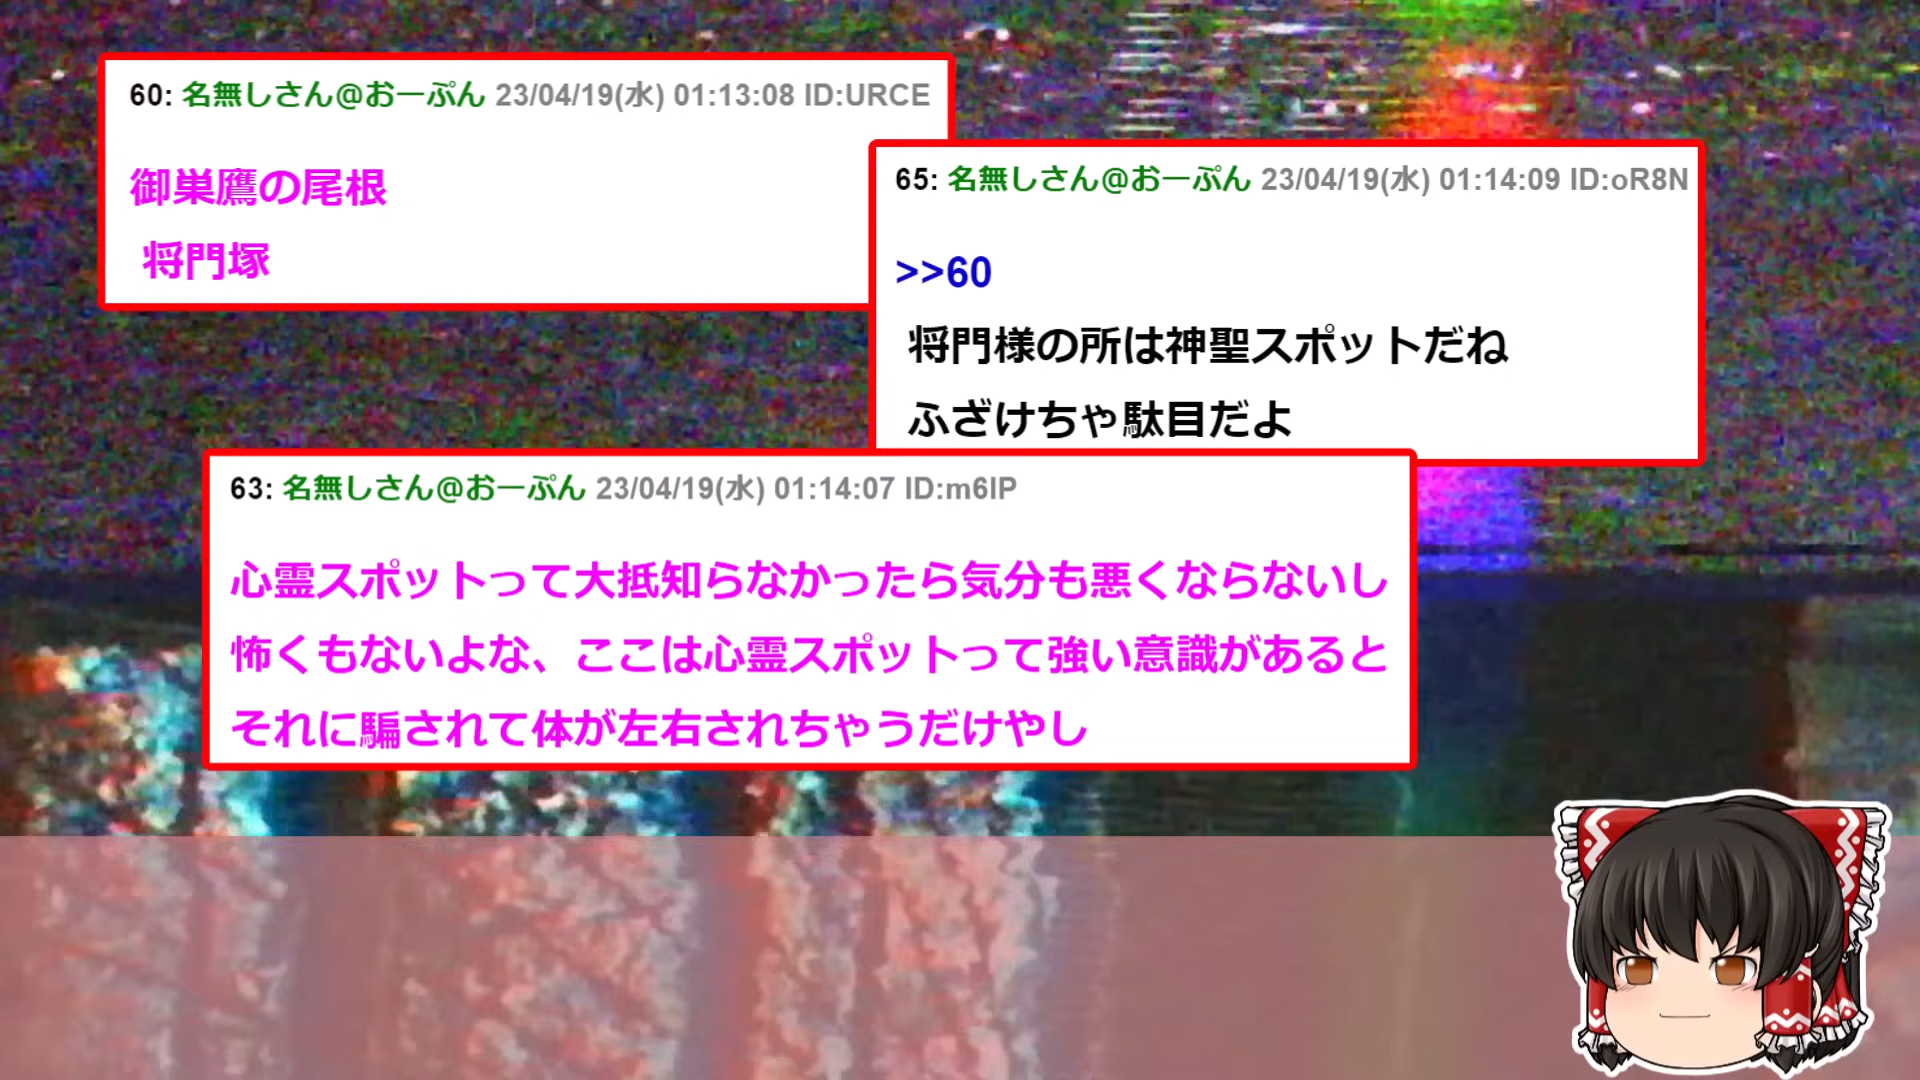 60: 名無しさん@おーぷん 23/04/19(水) 01:13:08 ID:URCE
御巣鷹の尾根
将門塚
65: 名無しさん@おーぷん 23/04/19(水) 01:14:09 ID:oR8N
>>60
将門様の所は神聖スポットだね
ふざけちゃ駄目だよ
63: 名無しさん@おーぷん 23/04/19(水) 01:14:07 ID:m6IP
心霊スポットって大抵知らなかったら気分も悪くならないし
怖くもないよな、ここは心霊スポットって強い意識があると
それに騙されて体が左右されちゃうだけやし